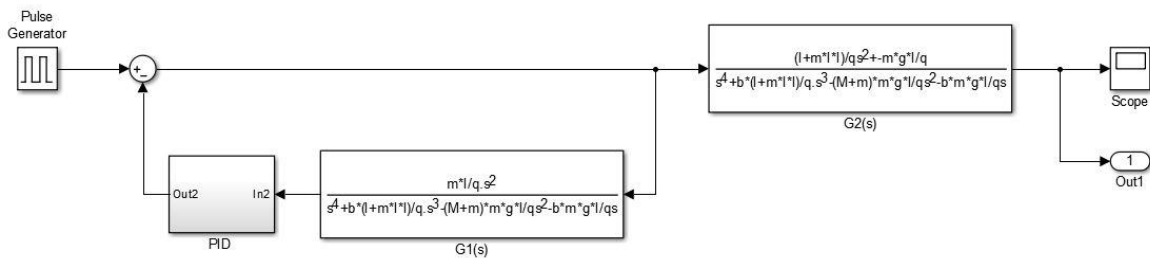 Pulse
Generator
+
-
(I+m*l*l)/qs2+-m*g*l/q
s4+b*(I+m*l*l)/q.s3-(M+m)*m*g*l/qs2-b*m*g*l/qs
G2(s)
Scope
1
Out1
Out2
In2
PID
m*l/q.s2
s4+b*(I+m*l*l)/q.s3-(M+m)*m*g*l/qs2-b*m*g*l/qs
G1(s)